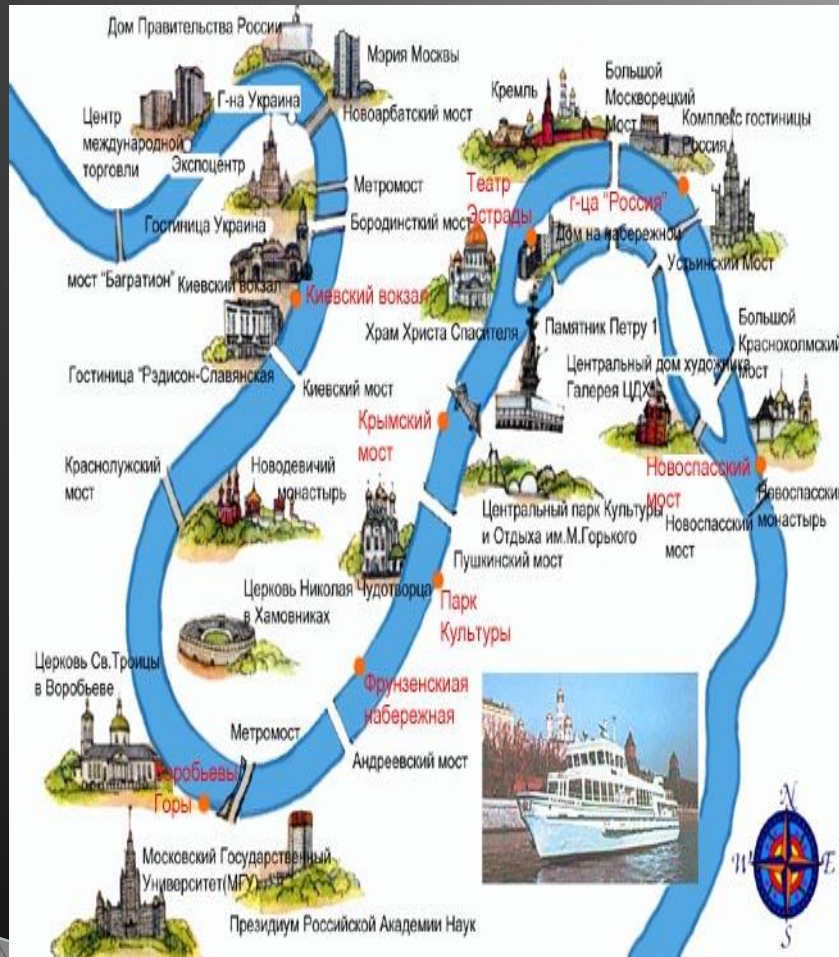 Дом Правительства России
Мэрия Москвы
Г-на Украина
Новоарбатский мост
Центр
международной
торговли
Экспоцентр
Метромост
Гостиница Украина
Бородинсткий мост
мост "Багратион"
Киевский вокзал
Киевский вокзал
Гостиница "Рэдисон-Славянская
Киевский мост
Кремль
Большой
Москворецкий
Мост
Комплекс гостиницы
Россия
Театр
Эстрады
г-ца "Россия"
Дом на набережной
Устьинский Мост
Храм Христа Спасителя
Памятник Петру 1
Большой
Краснохолмский
мост
Центральный дом художника
Галерея ЦДХ
Крымский
мост
Новоспасский
мост
Новоспасский
монастырь
Новоспасский
мост
Краснолужский
мост
Новодевичий
монастырь
Центральный парк Культуры
и Отдыха им.М.Горького
Пушкинский мост
Церковь Николая Чудотворца
в Хамовниках
Парк
Культуры
Церковь Св.Троицы
в Воробьеве
Фрунзенскиая
набережная
Метромост
Андреевский мост
Воробьевы
Горы
Московский Государственный
Университет(МГУ)
Президиум Российской Академии Наук
N
W
E
S